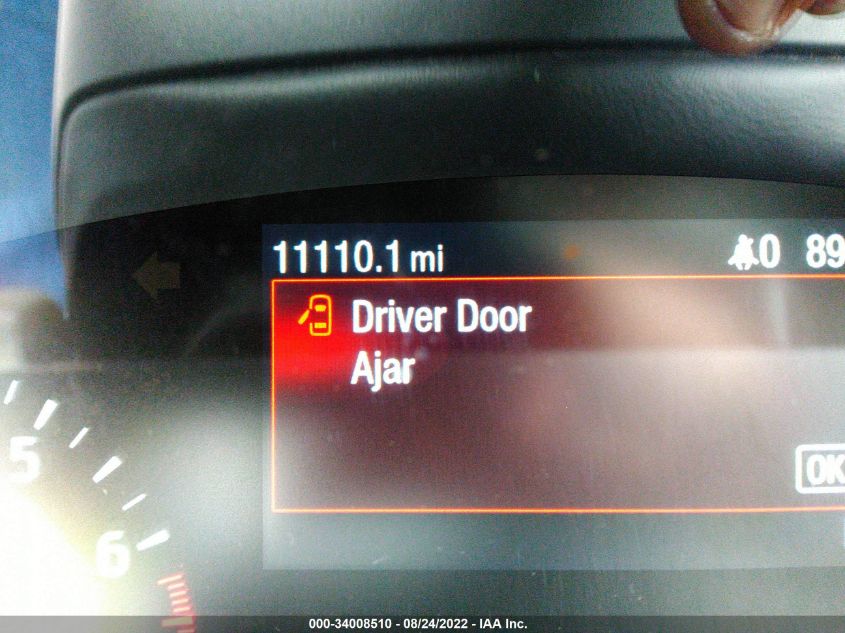 11110.1 mi 0 89
Driver Door
Ajar
OK
5
6
000-34008510 - 08/24/2022 - IAA Inc.